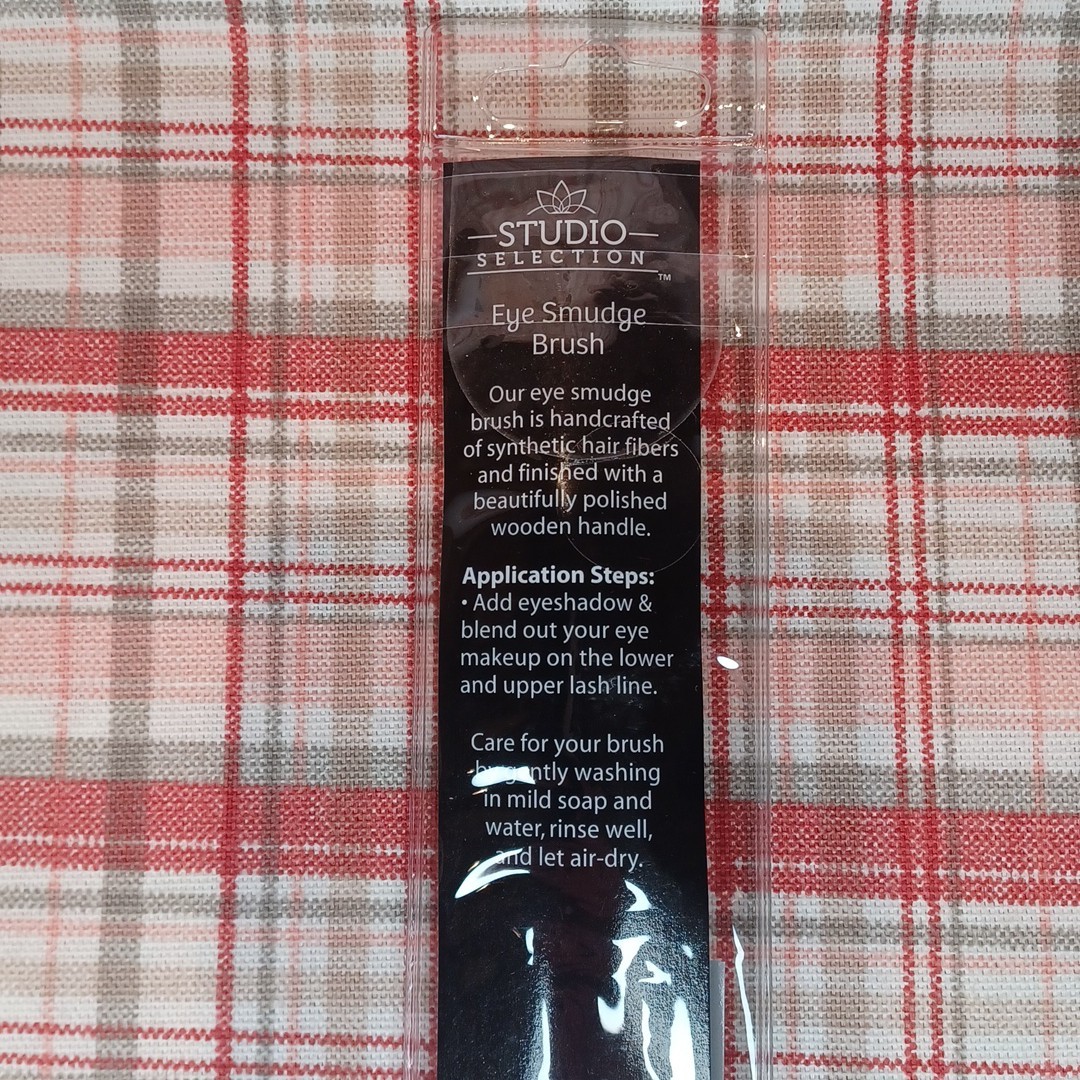 STUDIO
SELECTION
™
Eye Smudge
Brush
Our eye smudge
brush is handcrafted
of synthetic hair fibers
and finished with a
beautifully polished
wooden handle.
Application Steps:
• Add eyeshadow &
blend out your eye
makeup on the lower
and upper lash line.
Care for your brush
by gently washing
in mild soap and
water, rinse well,
and let air-dry.